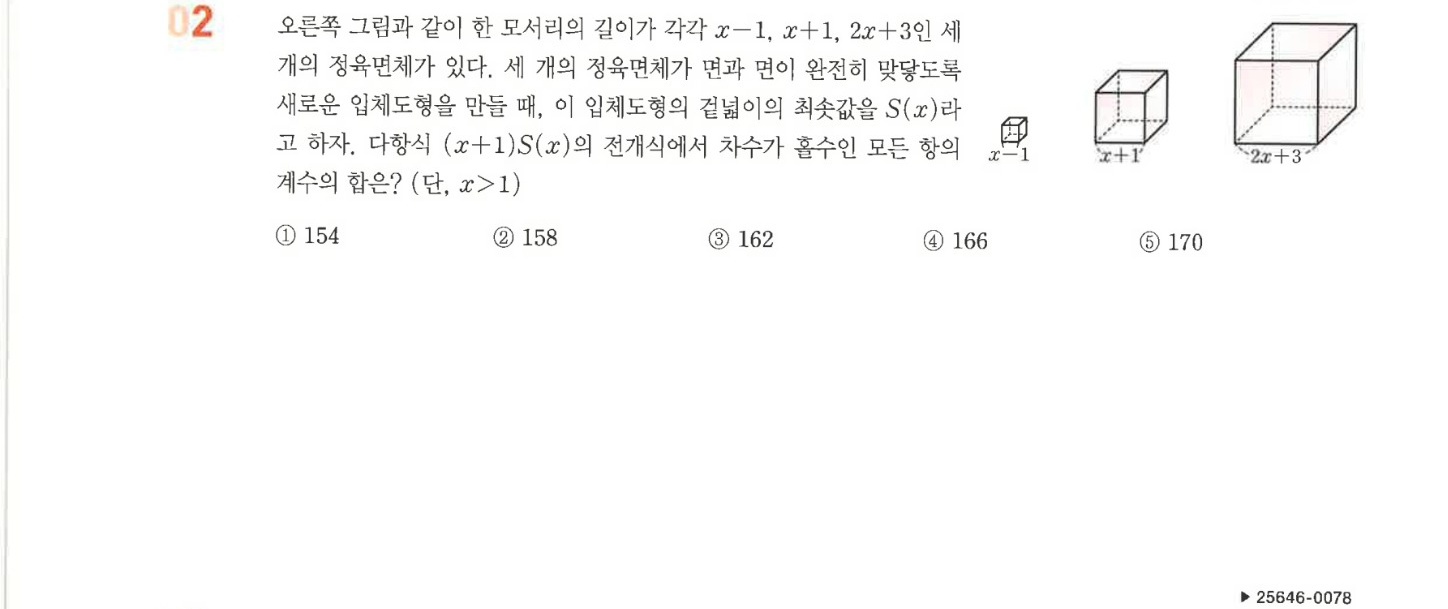 02
오른쪽 그림과 같이 한 모서리의 길이가 각각 x−1, x+1, 2x+3인 세
개의 정육면체가 있다. 세 개의 정육면체가 면과 면이 완전히 맞닿도록
새로운 입체도형을 만들 때, 이 입체도형의 겉넓이의 최솟값을 S(x)라
고 하자. 다항식 (x+1)S(x)의 전개식에서 차수가 홀수인 모든 항의
계수의 합은? (단, x>1)
x−1
x+1
2x+3
① 154 ② 158 ③ 162 ④ 166 ⑤ 170
▶ 25646-0078